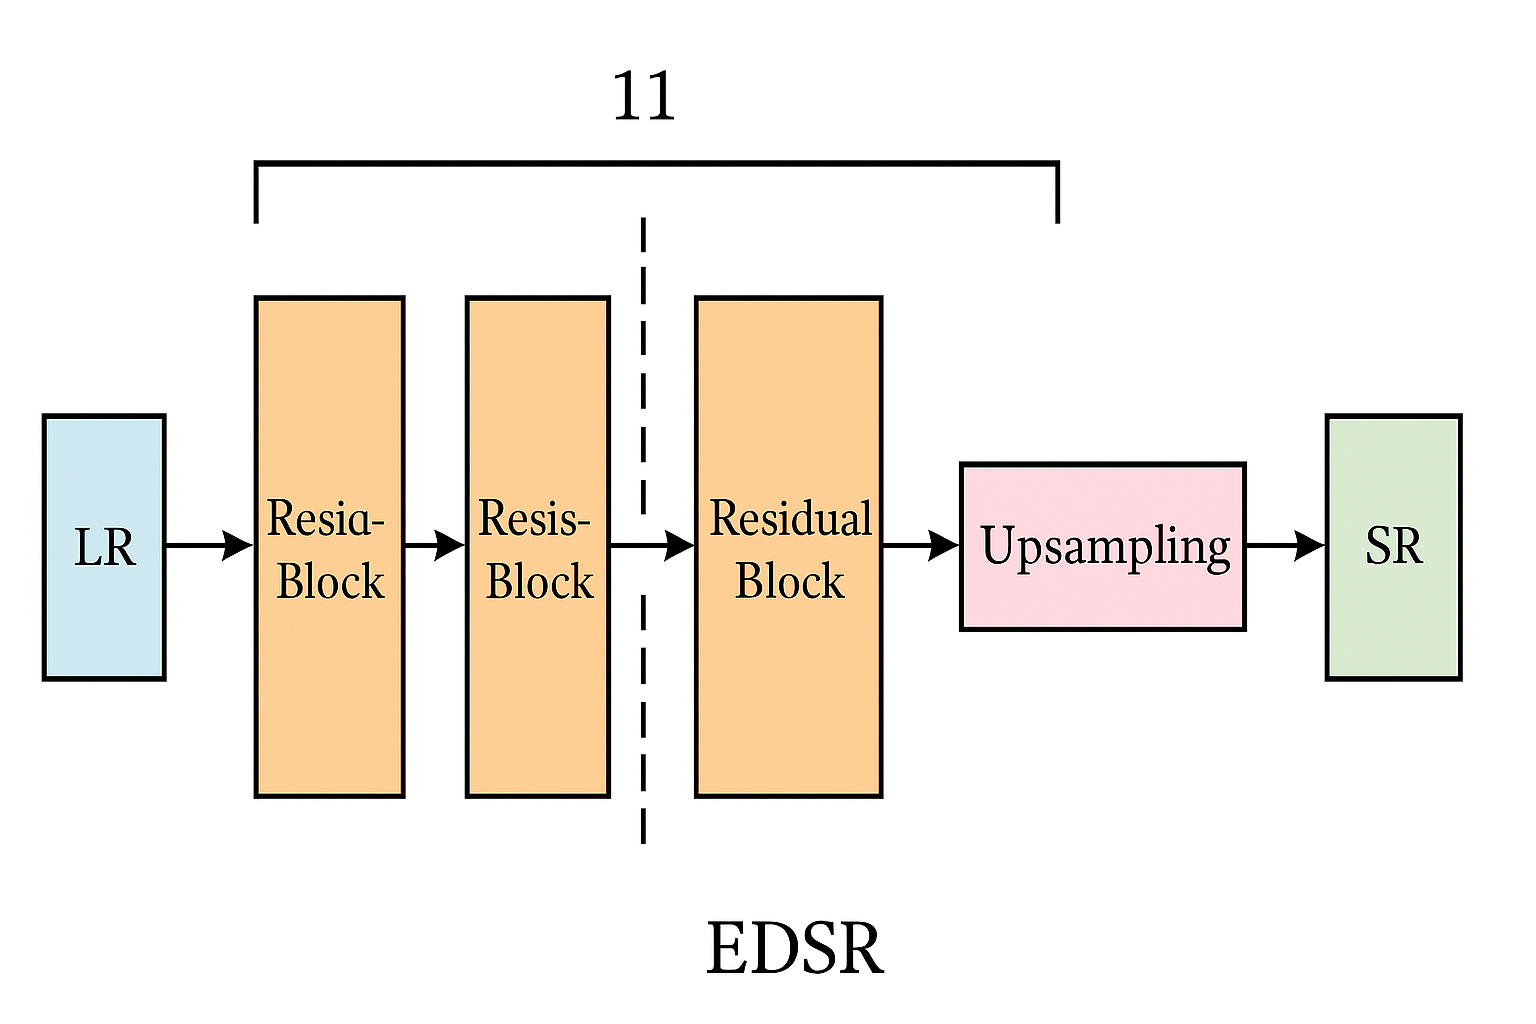 11
LR
Resia-
Block
Resis-
Block
Residual
Block
Upsampling
SR
EDSR